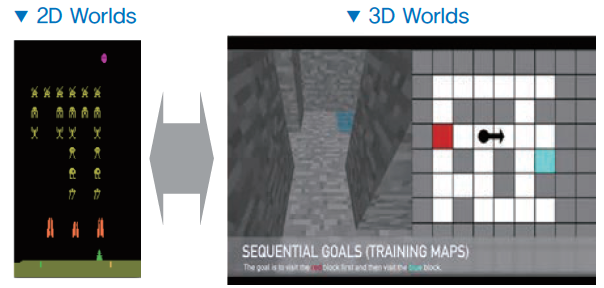 ▼ 2D Worlds
▼ 3D Worlds
SEQUENTIAL GOALS (TRAINING MAPS)
The goal is to visit the red block first and then visit the blue block.